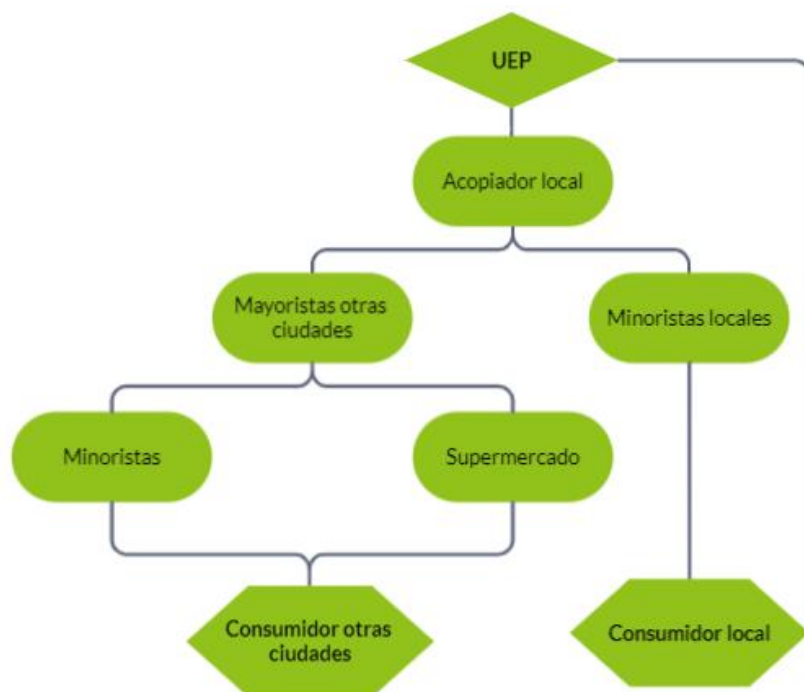 UEP
Acopiador local
Mayoristas otras
ciudades
Minoristas locales
Minoristas
Supermercado
Consumidor otras
ciudades
Consumidor local